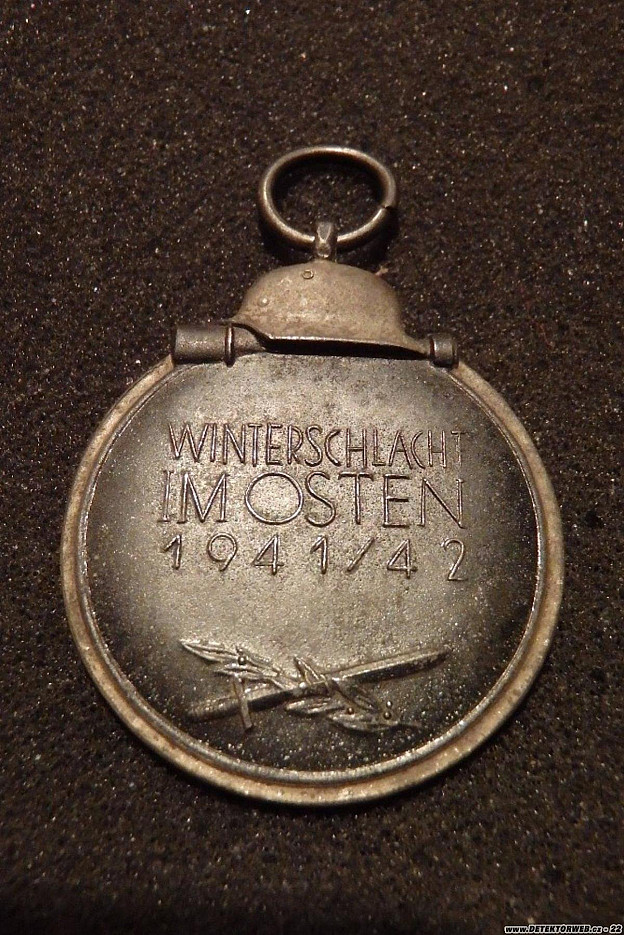 WINTERSCHLACHT
IM OSTEN
1941/42
www.DETEKTORWEB.cz - 22